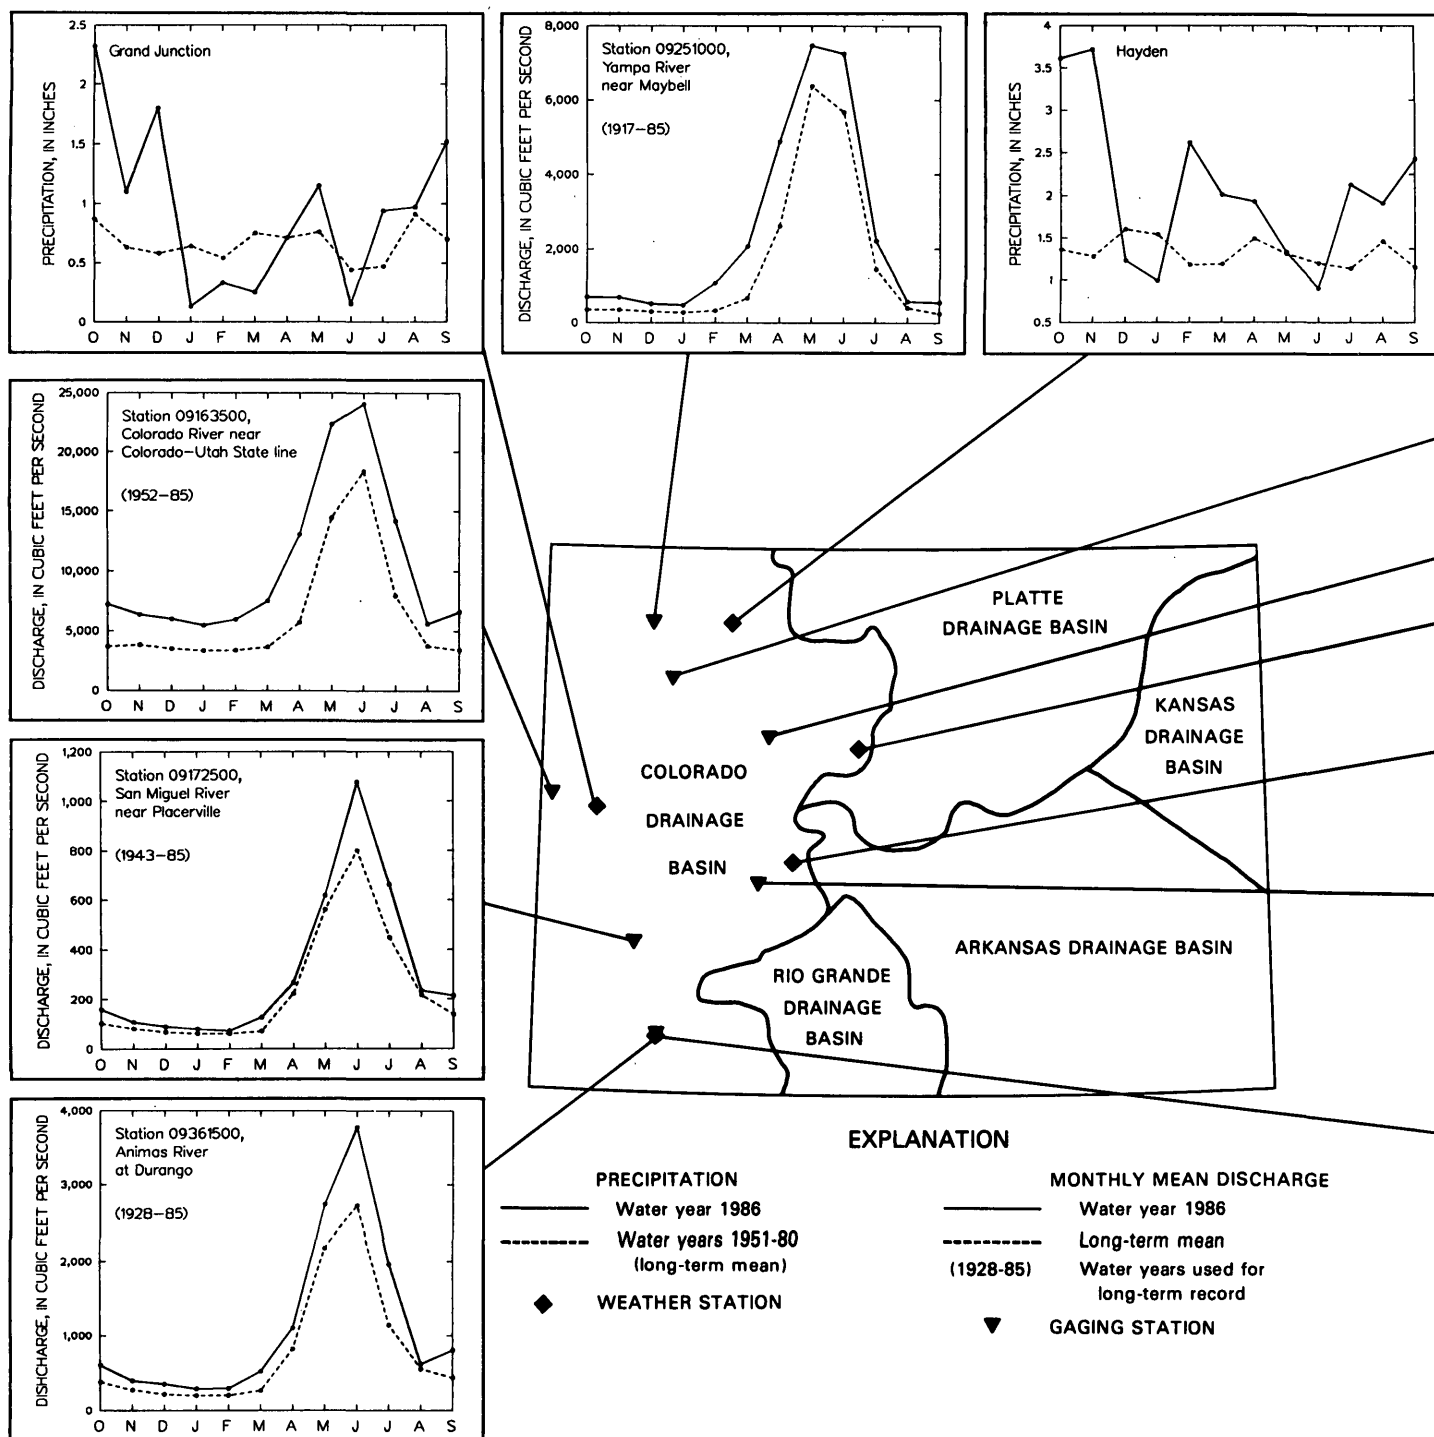 PRECIPITATION, IN INCHES
2.5
2
1.5
1
0.5
0
Grand Junction
O N D J F M A M J J A S
DISCHARGE, IN CUBIC FEET PER SECOND
8,000
6,000
4,000
2,000
0
Station 09251000,
Yampa River
near Maybell
(1917–85)
O N D J F M A M J J A S
PRECIPITATION, IN INCHES
4
3.5
3
2.5
2
1.5
1
0.5
Hayden
O N D J F M A M J J A S
DISCHARGE, IN CUBIC FEET PER SECOND
25,000
20,000
15,000
10,000
5,000
0
Station 09163500,
Colorado River near
Colorado–Utah State line
(1952–85)
O N D J F M A M J J A S
DISCHARGE, IN CUBIC FEET PER SECOND
1,200
1,000
800
600
400
200
0
Station 09172500,
San Miguel River
near Placerville
(1943–85)
O N D J F M A M J J A S
DISHCHARGE, IN CUBIC FEET PER SECOND
4,000
3,000
2,000
1,000
0
Station 09361500,
Animas River
at Durango
(1928–85)
O N D J F M A M J J A S
PLATTE
DRAINAGE BASIN
KANSAS
DRAINAGE
BASIN
COLORADO
DRAINAGE
BASIN
ARKANSAS DRAINAGE BASIN
RIO GRANDE
DRAINAGE
BASIN
EXPLANATION
PRECIPITATION
Water year 1986
Water years 1951-80
(long-term mean)
WEATHER STATION
MONTHLY MEAN DISCHARGE
Water year 1986
Long-term mean
(1928-85) Water years used for
long-term record
GAGING STATION